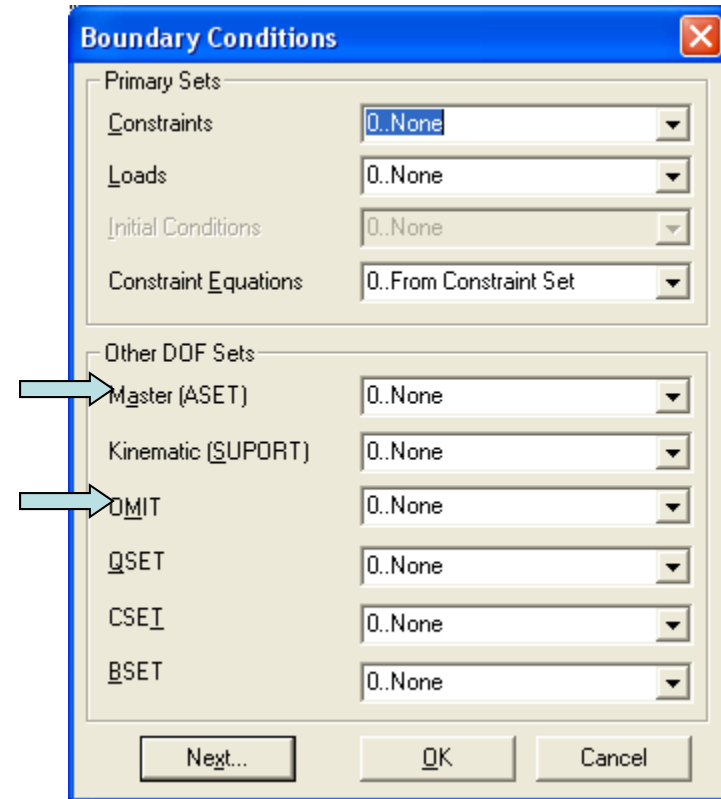 Boundary Conditions
Primary Sets
Constraints 0..None
Loads 0..None
Initial Conditions 0..None
Constraint Equations 0..From Constraint Set
Other DOF Sets
Master (ASET) 0..None
Kinematic (SUPORT) 0..None
OMIT 0..None
QSET 0..None
CSET 0..None
BSET 0..None
Next... OK Cancel